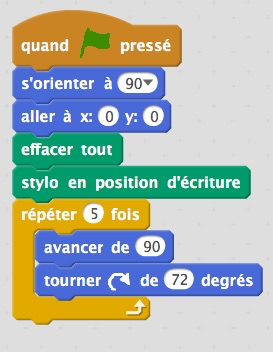 quand pressé
s'orienter à 90
aller à x: 0 y: 0
effacer tout
stylo en position d'écriture
répéter 5 fois
avancer de 90
tourner de 72 degrés